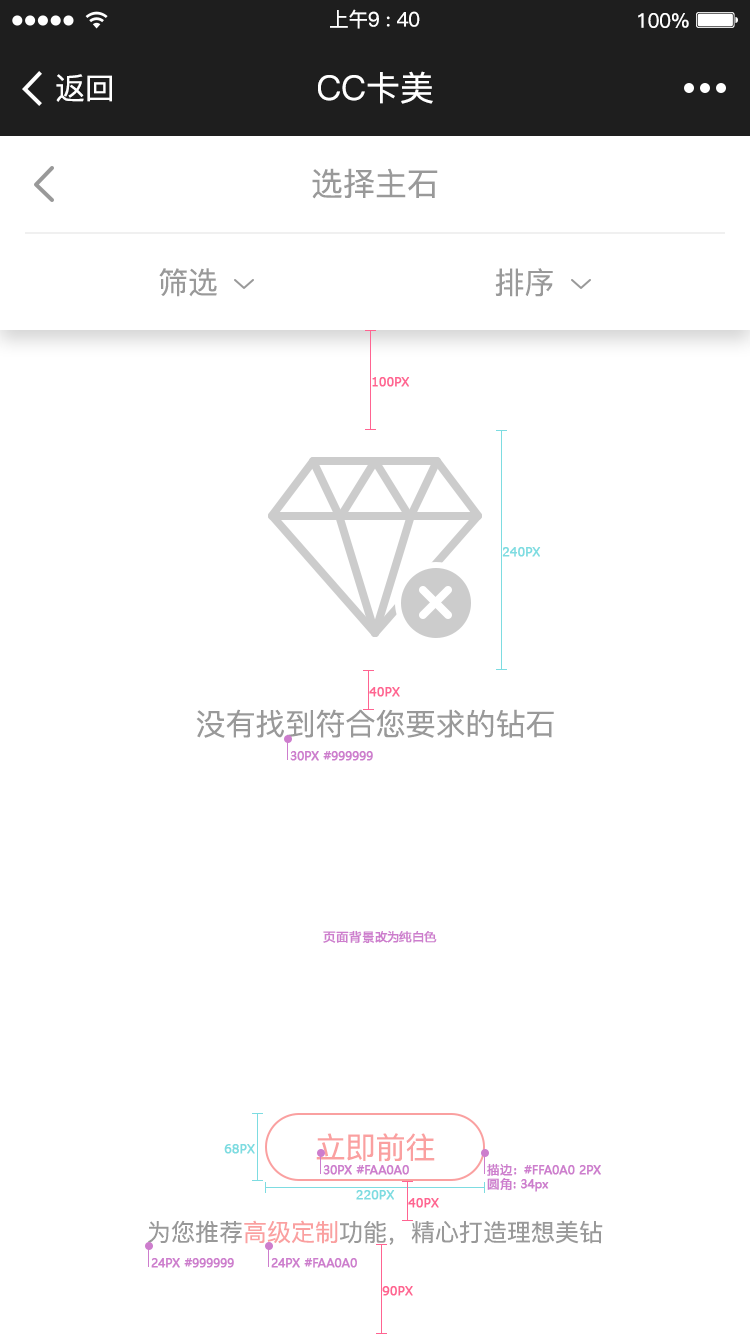 上午9 : 40
100%
返回
CC卡美
选择主石
筛选
排序
100PX
240PX
40PX
没有找到符合您要求的钻石
30PX #999999
页面背景改为纯白色
立即前往
68PX
30PX #FAA0A0
描边: #FFA0A0 2PX
圆角: 34px
220PX
40PX
为您推荐高级定制功能，精心打造理想美钻
24PX #999999
24PX #FAA0A0
90PX